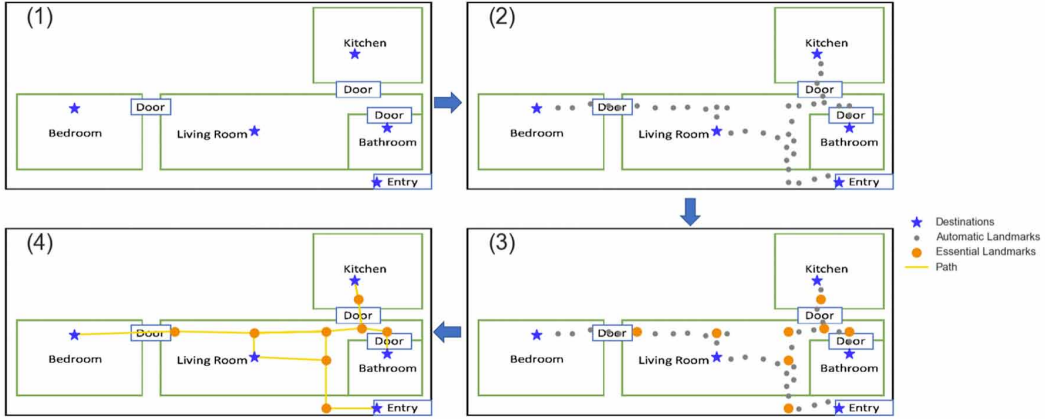 (1)
Kitchen
Door
Door
Door
Bedroom
Living Room
Bathroom
Entry
(2)
Kitchen
Door
Door
Door
Bedroom
Living Room
Bathroom
Entry
(4)
Kitchen
Door
Door
Door
Bedroom
Living Room
Bathroom
Entry
(3)
Kitchen
Door
Door
Door
Bedroom
Living Room
Bathroom
Entry
Destinations
Automatic Landmarks
Essential Landmarks
Path